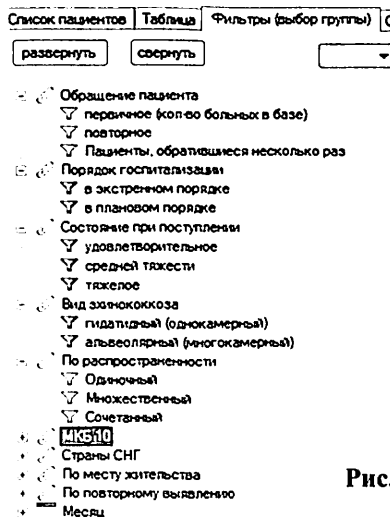 Список пациентов Таблица Фильтры (выбор группы)
развернуть свернуть
Обращение пациента
первичное (кол-во больных в базе)
повторное
Пациенты, обратившиеся несколько раз
Порядок госпитализации
в экстренном порядке
в плановом порядке
Состояние при поступлении
удовлетворительное
средней тяжести
тяжелое
Вид эхинококкоза
гидатидный (однокамерный)
альвеолярный (многокамерный)
По распространенности
Одиночный
Множественный
Сочетанный
МКБ\10
Страны СНГ
По месту жительства
Рис.
По повторному выявлению
Месяц